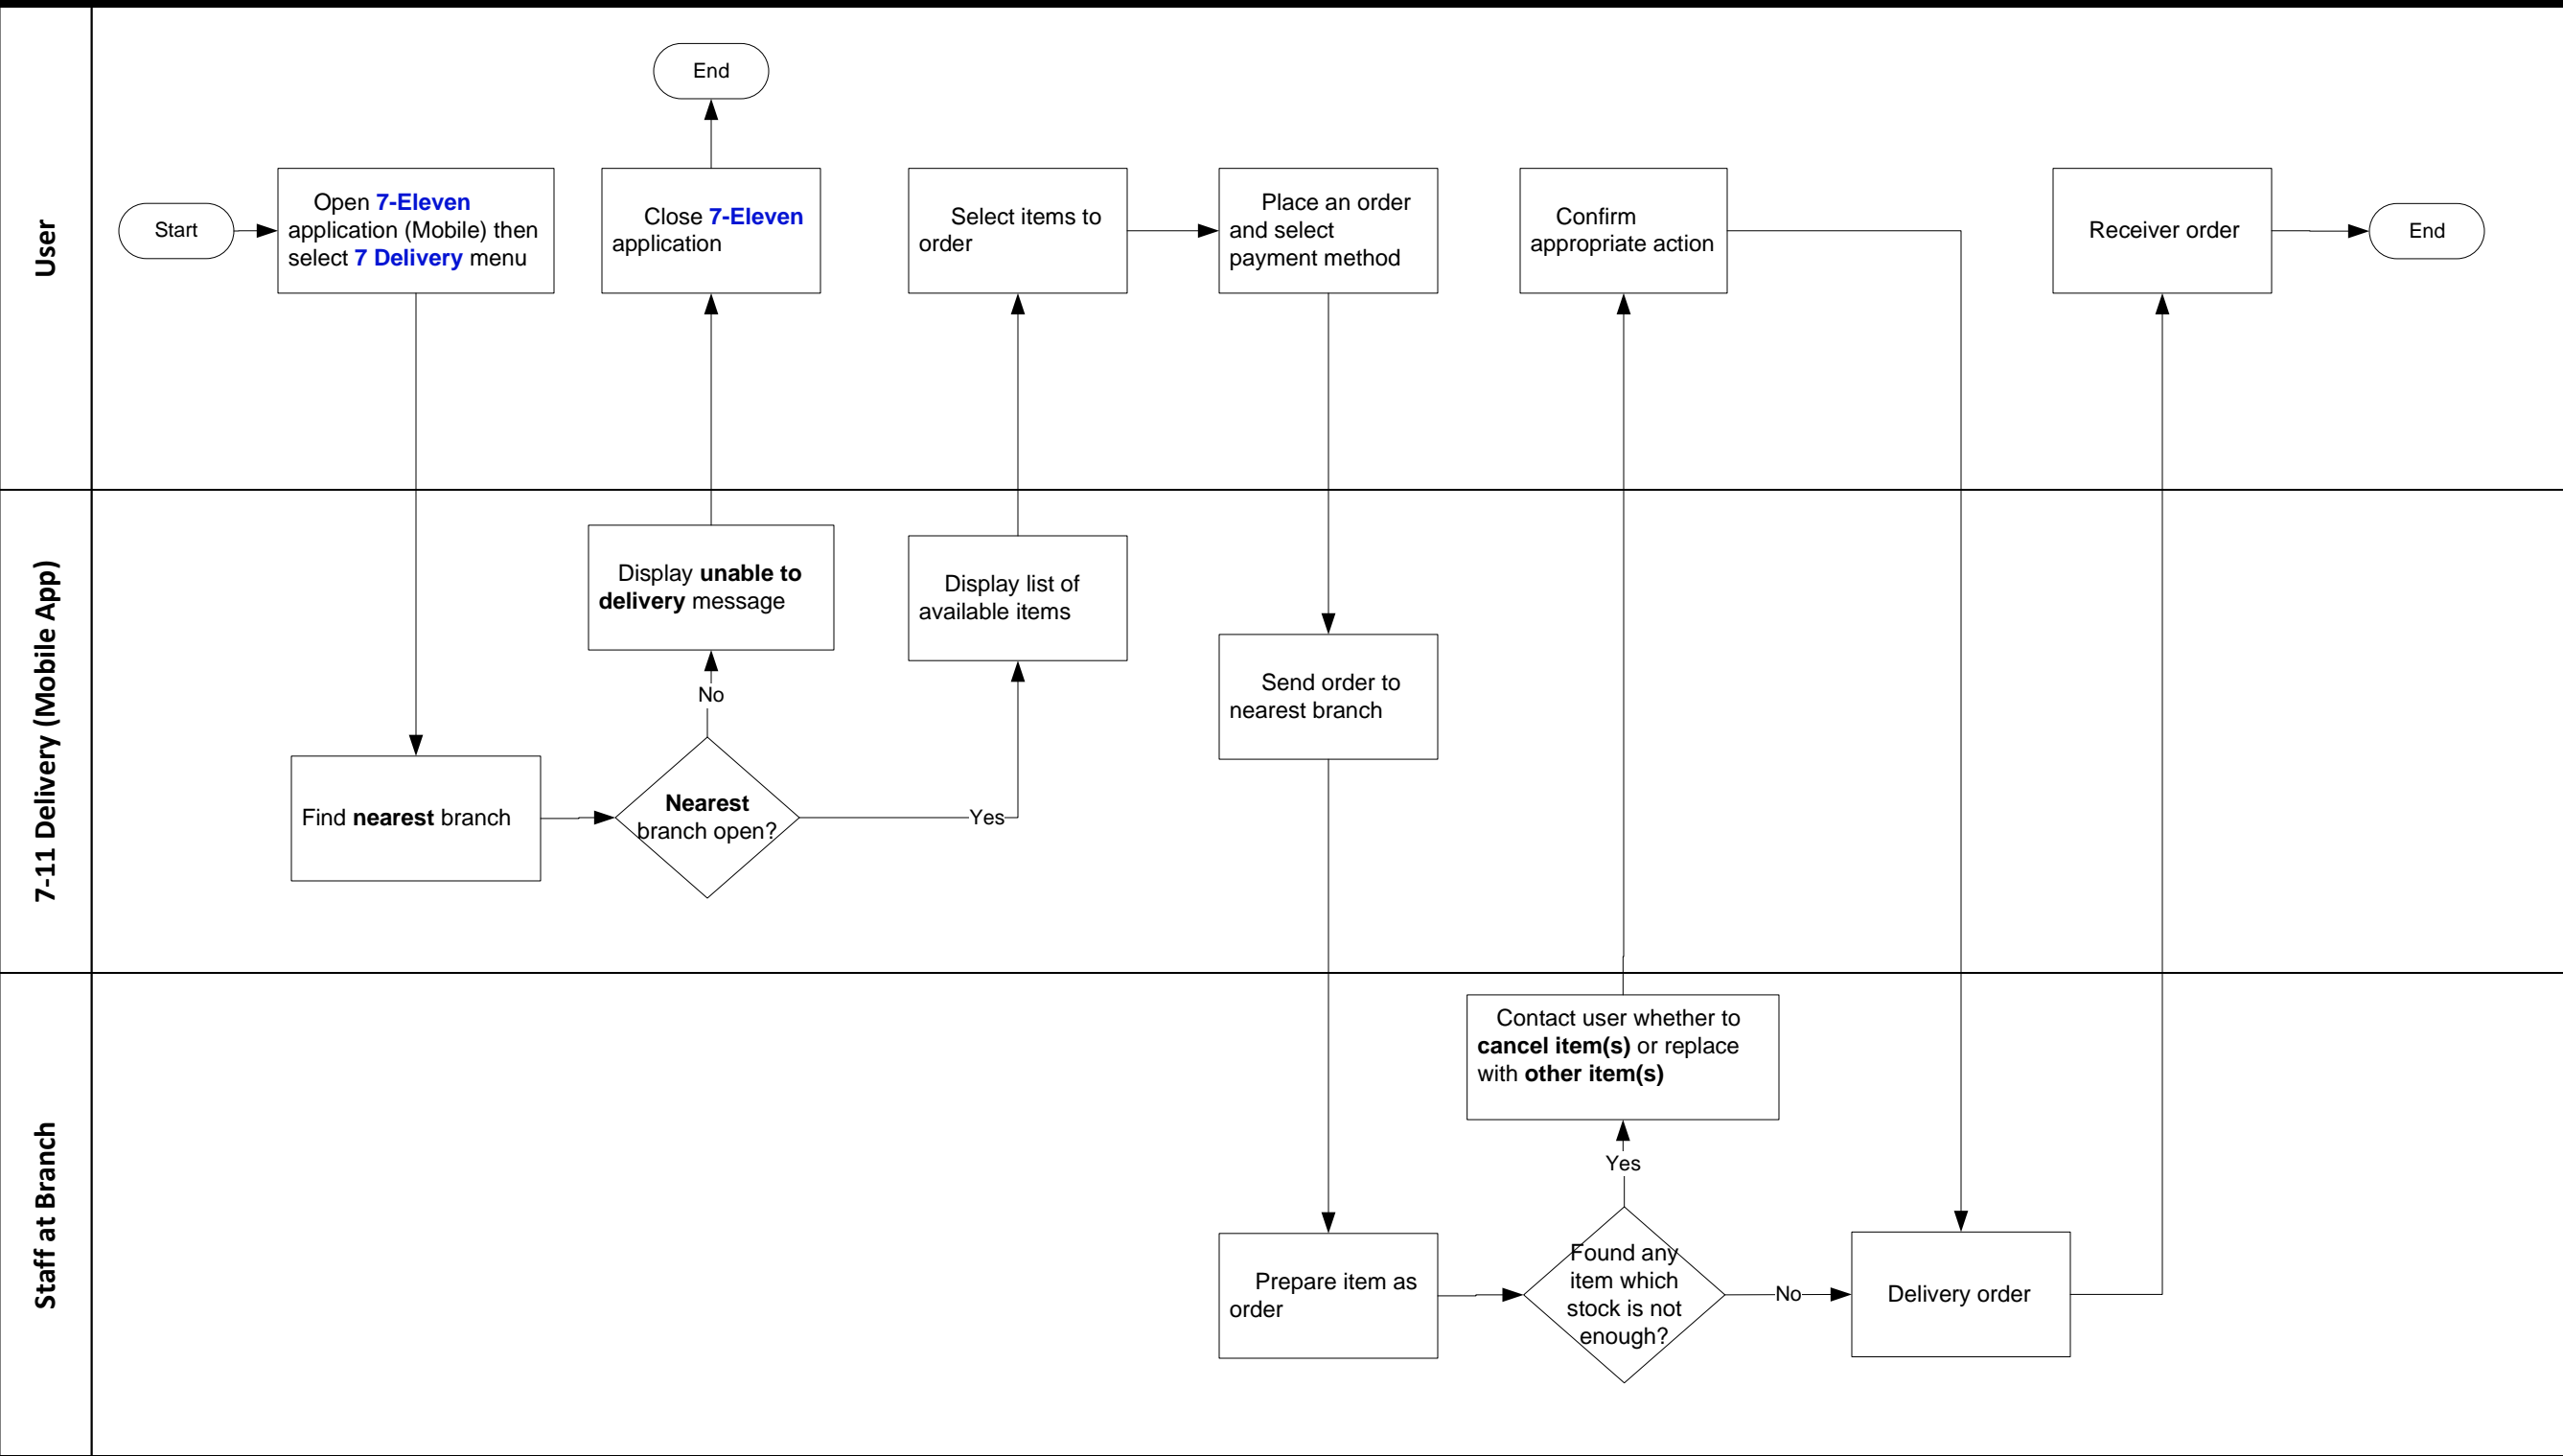 User
End
Start
Open 7-Eleven
application (Mobile) then
select 7 Delivery menu
Close 7-Eleven
application
Select items to
order
Place an order
and select
payment method
Confirm
appropriate action
Receiver order
End
7-11 Delivery (Mobile App)
Display unable to
delivery message
Display list of
available items
Send order to
nearest branch
No
Find nearest branch
Nearest
branch open?
Yes
Staff at Branch
Contact user whether to
cancel item(s) or replace
with other item(s)
Yes
Prepare item as
order
Found any
item which
stock is not
enough?
No
Delivery order